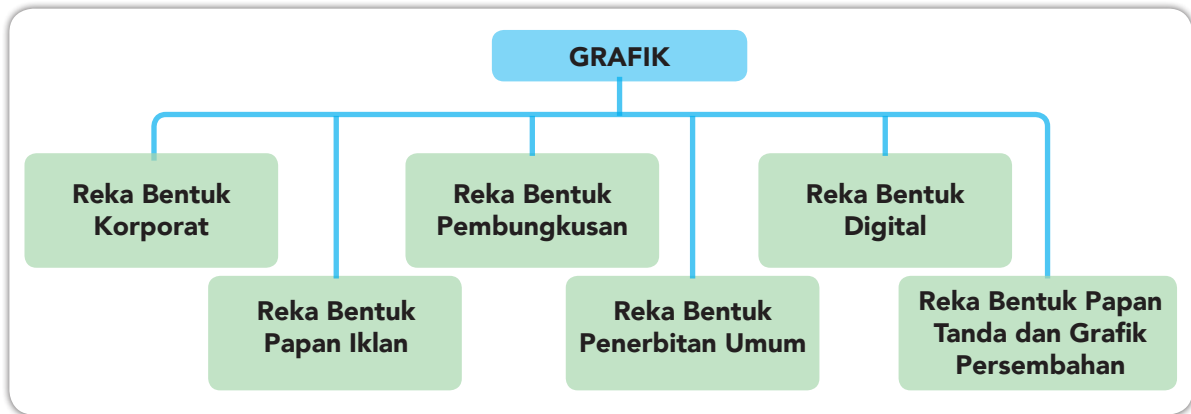 GRAFIK
Reka Bentuk
Korporat
Reka Bentuk
Papan Iklan
Reka Bentuk
Pembungkusan
Reka Bentuk
Penerbitan Umum
Reka Bentuk
Digital
Reka Bentuk Papan
Tanda dan Grafik
Persembahan